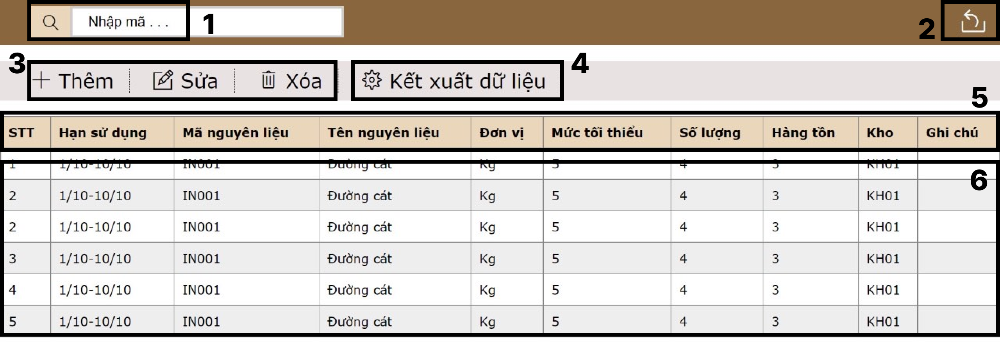 Nhập mã . . . 1
2
3 Thêm Sửa Xóa Kết xuất dữ liệu 4
5
STT Hạn sử dụng Mã nguyên liệu Tên nguyên liệu Đơn vị Mức tối thiểu Số lượng Hàng tồn Kho Ghi chú
1 1/10-10/10 IN001 Đường cát Kg 5 4 3 KH01
6
2 1/10-10/10 IN001 Đường cát Kg 5 4 3 KH01
2 1/10-10/10 IN001 Đường cát Kg 5 4 3 KH01
3 1/10-10/10 IN001 Đường cát Kg 5 4 3 KH01
4 1/10-10/10 IN001 Đường cát Kg 5 4 3 KH01
5 1/10-10/10 IN001 Đường cát Kg 5 4 3 KH01